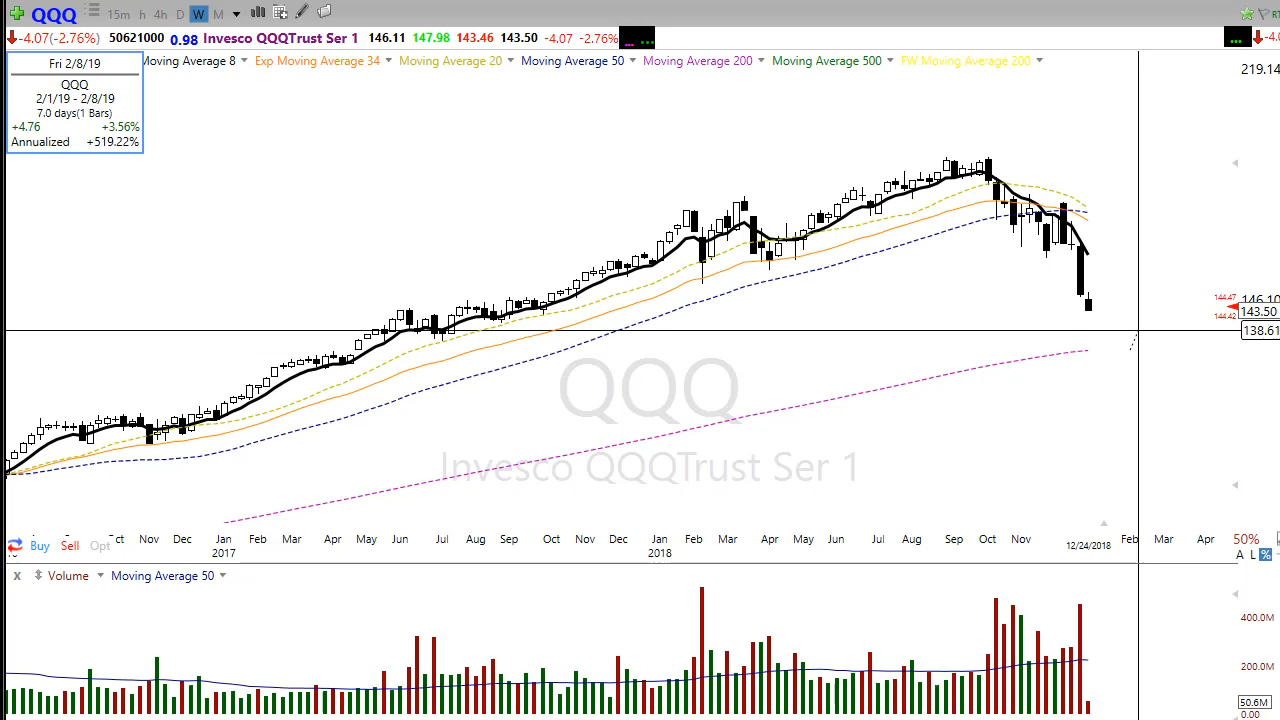 QQQ 15m h 4h D W M
-4.07(-2.76%) 50621000 0.98 Invesco QQQTrust Ser 1 146.11 147.98 143.46 143.50 -4.07 -2.76%
Fri 2/8/19
QQQ
2/1/19 - 2/8/19
7.0 days(1 Bars)
+4.76 +3.56%
Annualized +519.22%
Moving Average 8 Exp Moving Average 34 Moving Average 20 Moving Average 50 Moving Average 200 Moving Average 500 FW Moving Average 200
219.14
144.47 146.10
143.50
144.42
138.61
QQQ
Invesco QQQTrust Ser 1
Oct Nov Dec Feb Mar Apr May Jun Jul Aug Sep Oct Nov Dec Feb Mar Apr May Jun Jul Aug Sep Oct Nov Feb Mar Apr 50%
2017 Jan 2018 Jan 12/24/2018
Buy Sell Opt
A L %
x Volume Moving Average 50
400.0M
200.0M
50.6M
0.00